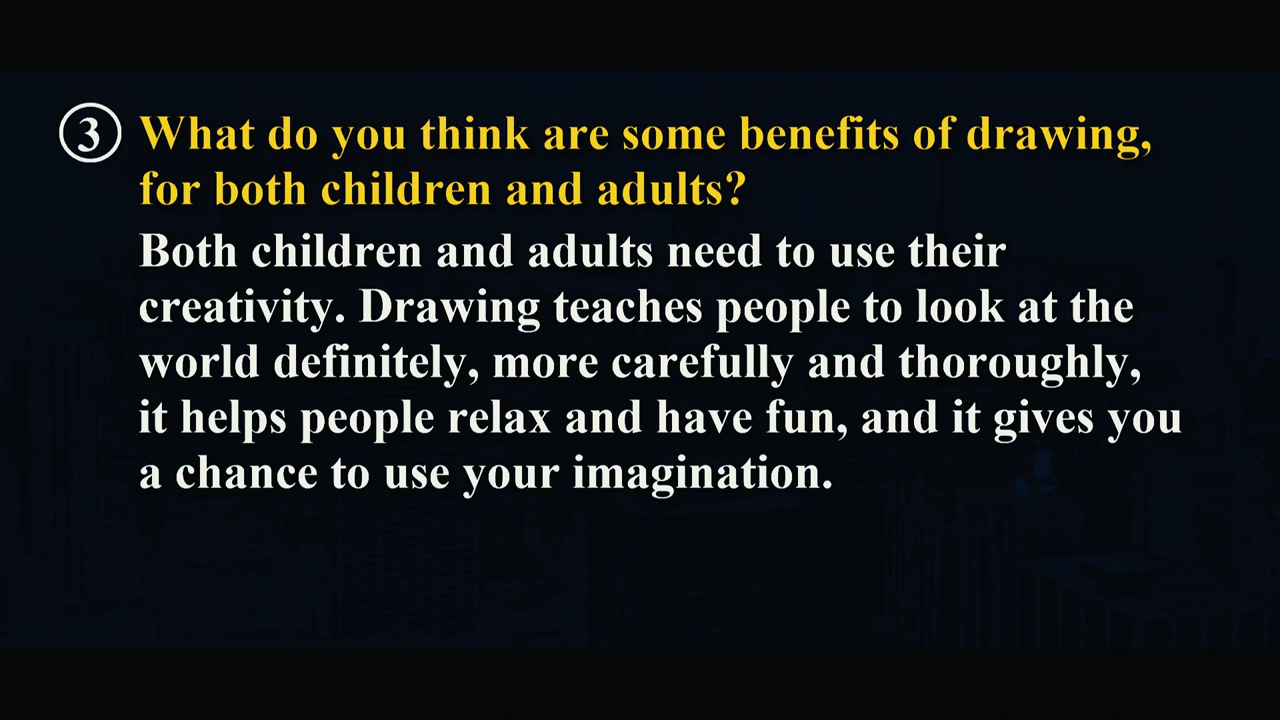 ③ What do you think are some benefits of drawing,
for both children and adults?
Both children and adults need to use their
creativity. Drawing teaches people to look at the
world definitely, more carefully and thoroughly,
it helps people relax and have fun, and it gives you
a chance to use your imagination.